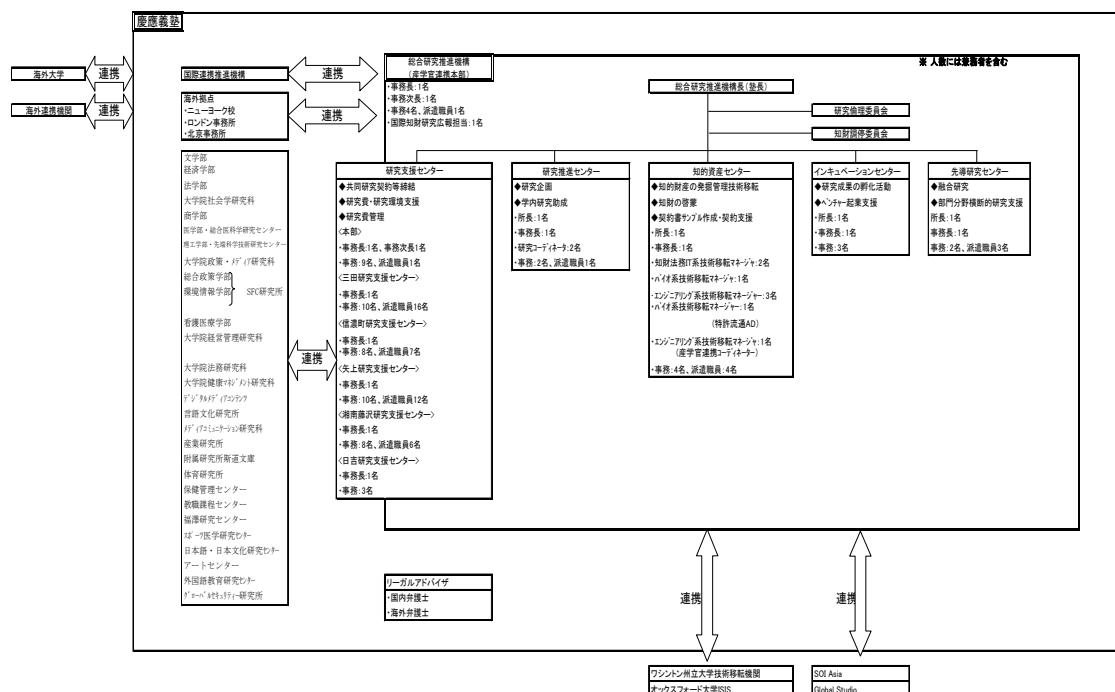 慶應義塾
海外大学
連携
海外連携機関
連携
国際連携推進機構
連携
海外拠点
・ニューヨーク校
・ロンドン事務所
・北京事務所
連携
総合研究推進機構
(産学官連携本部)
・事務長:1名
・事務次長:1名
・事務4名、派遣職員1名
・国際知財研究広報担当:1名
※ 人数には兼務者を含む
総合研究推進機構長(塾長)
研究倫理委員会
知財調停委員会
文学部
経済学部
法学部
大学院社会学研究科
商学部
医学部・総合医科学研究センター
理工学部・先端科学技術研究センター
大学院政策・メディア研究科
総合政策学部
環境情報学部
SFC研究所
看護医療学部
大学院経営管理研究科
大学院法務研究科
大学院健康マネジメント研究科
デジタルメディアコンテンツ
言語文化研究所
メディアコミュニケーション研究科
産業研究所
附属研究所斯道文庫
体育研究所
保健管理センター
教職課程センター
福澤研究センター
スポーツ医学研究センター
日本語・日本文化研究センター
アートセンター
外国語教育研究センター
グローバルセキュリティー研究所
連携
研究支援センター
◆共同研究契約等締結
◆研究費・研究環境支援
◆研究費管理
<本部>
・事務長:1名、事務次長1名
・事務:9名、派遣職員1名
<三田研究支援センター>
・事務長:1名
・事務:10名、派遣職員16名
<信濃町研究支援センター>
・事務長:1名
・事務:8名、派遣職員7名
<矢上研究支援センター>
・事務長:1名
・事務:10名、派遣職員12名
<湘南藤沢研究支援センター>
・事務長:1名
・事務:8名、派遣職員6名
<日吉研究支援センター>
・事務長:1名
・事務:3名
研究推進センター
◆研究企画
◆学内研究助成
・所長:1名
・事務長:1名
・研究コーディネータ:2名
・事務:2名、派遣職員1名
知的資産センター
◆知的財産の発掘管理技術移転
◆知財の啓蒙
◆契約書サンプル作成・契約支援
・所長:1名
・事務長:1名
・知財法務IT系技術移転マネージャ:2名
・バイオ系技術移転マネージャ:1名
・エンジニアリング系技術移転マネージャー:3名
・バイオ系技術移転マネージャー:1名
(特許流通AD)
・エンジニアリング系技術移転マネージャ:1名
(産学官連携コーディネーター)
・事務:4名、派遣職員:4名
インキュベーションセンター
◆研究成果の孵化活動
◆ベンチャー起業支援
・所長:1名
・事務長:1名
・事務:3名
先導研究センター
◆融合研究
◆部門分野横断的研究支援
所長:1名
・事務長:1名
事務:2名、派遣職員3名
リーガルアドバイザ
・国内弁護士
・海外弁護士
連携
連携
ワシントン州立大学技術移転機関
オックスフォード大学ISIS
SOI Asia
Global Studio